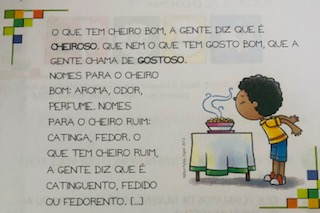 O QUE TEM CHEIRO BOM, A GENTE DIZ QUE É
CHEIROSO. QUE NEM O QUE TEM GOSTO BOM, QUE A
GENTE CHAMA DE GOSTOSO.
NOMES PARA O CHEIRO
BOM: AROMA, ODOR,
PERFUME. NOMES
PARA O CHEIRO RUIM:
CATINGA, FEDOR. O
QUE TEM CHEIRO RUIM,
A GENTE DIZ QUE É
CATINGUENTO, FEDIDO
OU FEDORENTO. [...]